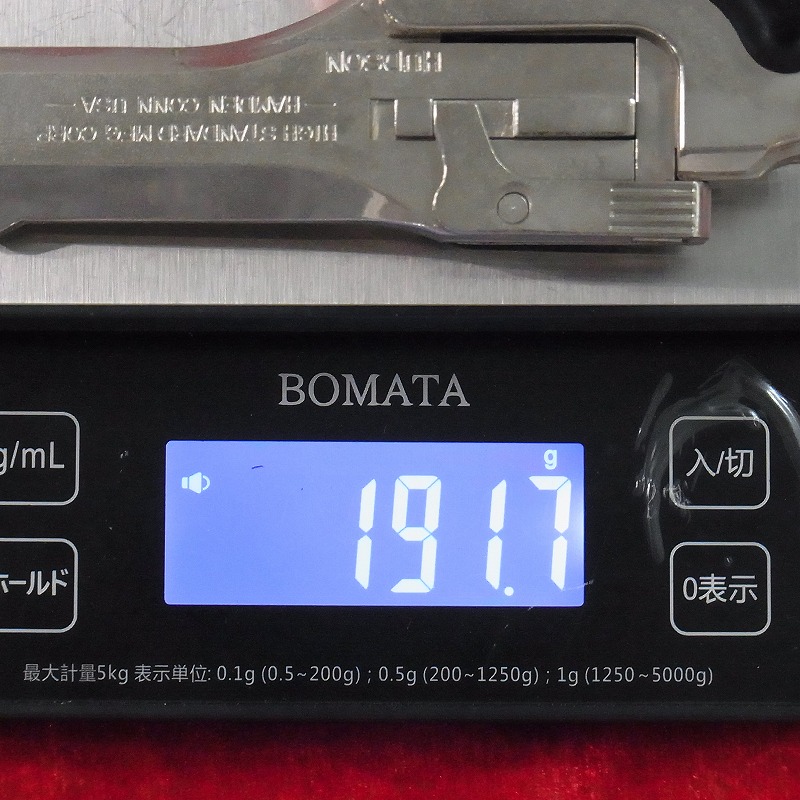 HUDSON
HAMDEN CONN. USA
HIGH STANDARD MFG CORP
BOMATA
g/mL
入/切
g
191.7
ホールド
0表示
最大計量5kg 表示単位: 0.1g (0.5~200g) ; 0.5g (200~1250g) ; 1g (1250~5000g)